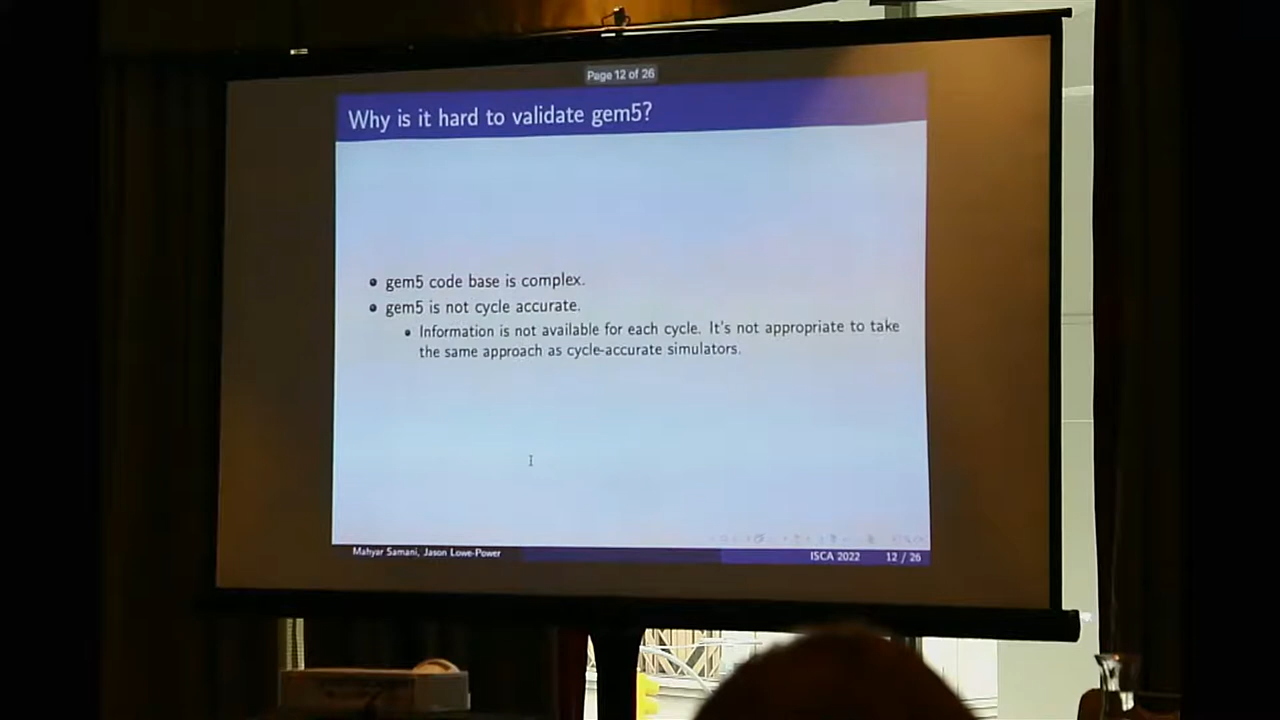 Page 12 of 26
Why is it hard to validate gem5?
gem5 code base is complex.
gem5 is not cycle accurate.
Information is not available for each cycle. It's not appropriate to take
the same approach as cycle-accurate simulators.
Mahyar Samani, Jason Lowe-Power
ISCA 2022
12 / 26